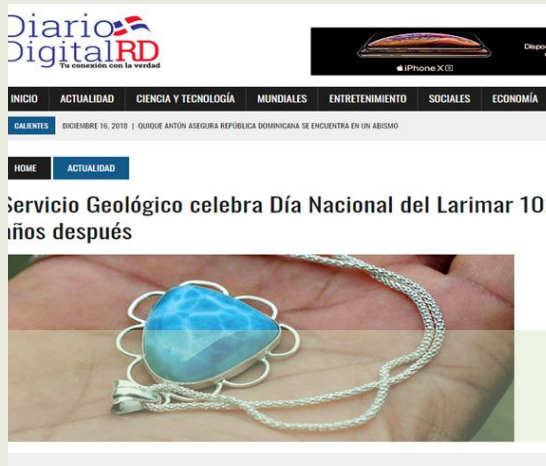 Diario
DigitalRD
Tu conexión con la verdad
Dispo
iPhone XS
INICIO ACTUALIDAD CIENCIA Y TECNOLOGÍA MUNDIALES ENTRETENIMIENTO SOCIALES ECONOMÍA
CALIENTES DICIEMBRE 16, 2018 | QUIQUE ANTÚN ASEGURA REPÚBLICA DOMINICANA SE ENCUENTRA EN UN ABISMO
HOME ACTUALIDAD
Servicio Geológico celebra Día Nacional del Larimar 10
años después